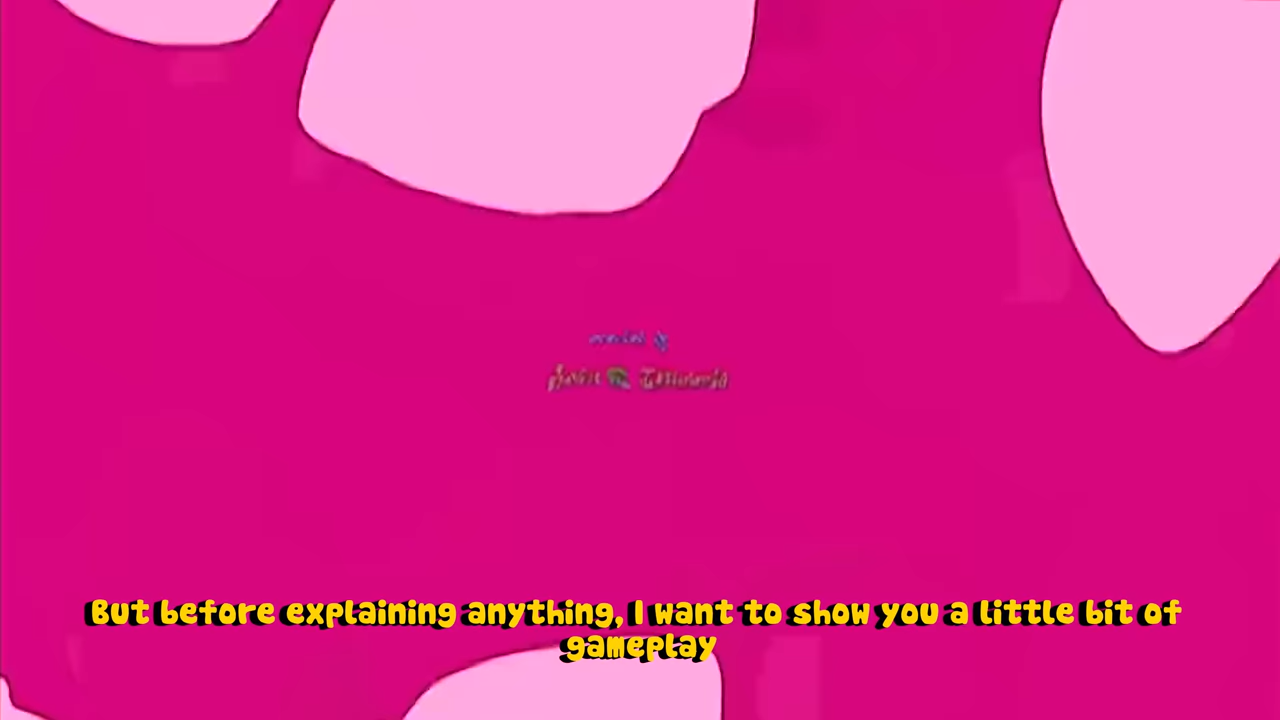 But before explaining anything, I want to show you a little bit of
gameplay